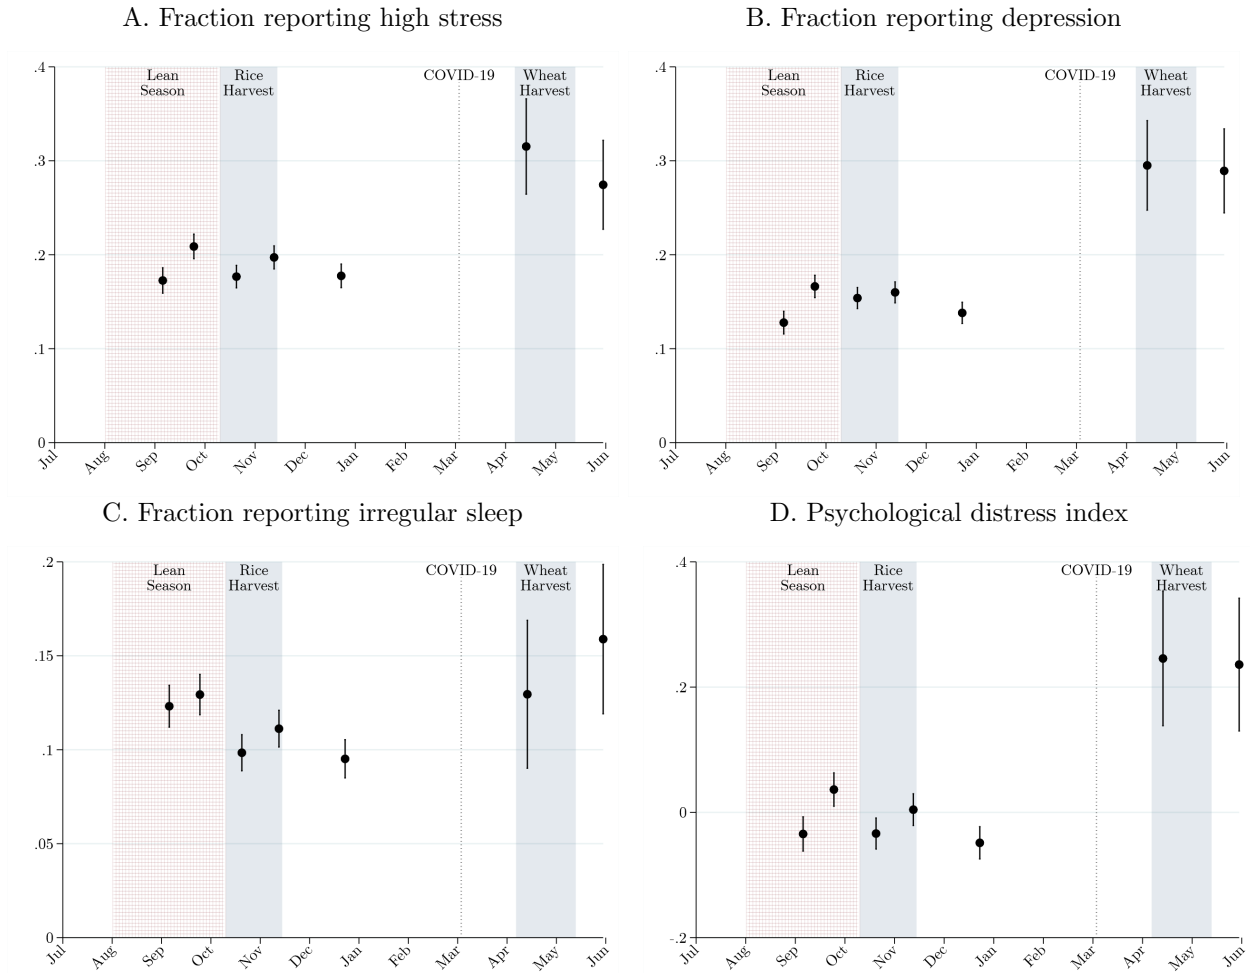 A. Fraction reporting high stress
.4
.3
.2
.1
0
Lean
Season
Rice
Harvest
COVID-19
Wheat
Harvest
Jul Aug Sep Oct Nov Dec Jan Feb Mar Apr May Jun
B. Fraction reporting depression
.4
.3
.2
.1
0
Lean
Season
Rice
Harvest
COVID-19
Wheat
Harvest
Jul Aug Sep Oct Nov Dec Jan Feb Mar Apr May Jun
C. Fraction reporting irregular sleep
.2
.15
.1
.05
0
Lean
Season
Rice
Harvest
COVID-19
Wheat
Harvest
Jul Aug Sep Oct Nov Dec Jan Feb Mar Apr May Jun
D. Psychological distress index
.4
.2
0
-.2
Lean
Season
Rice
Harvest
COVID-19
Wheat
Harvest
Jul Aug Sep Oct Nov Dec Jan Feb Mar Apr May Jun